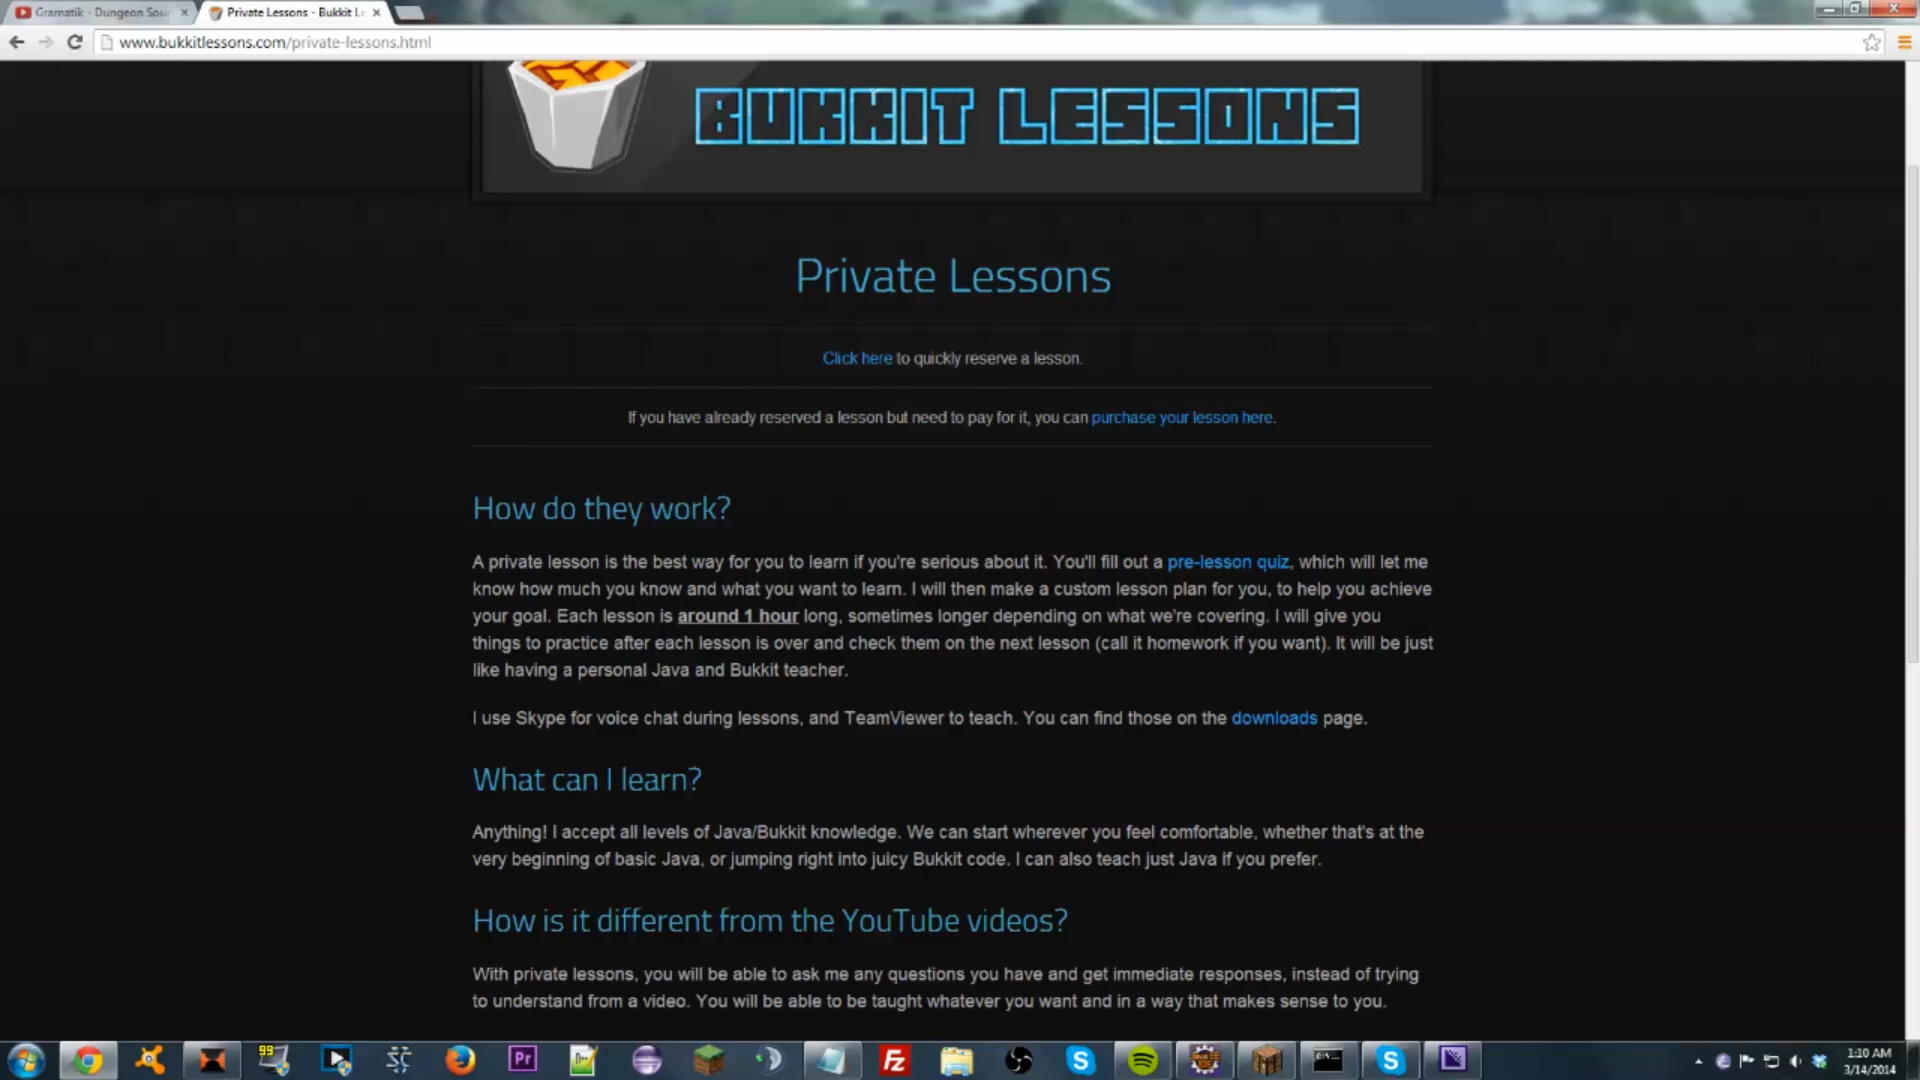 Gramatik - Dungeon Sou
Private Lessons - Bukkit Le
www.bukkitlessons.com/private-lessons.html
BUKKIT LESSONS
Private Lessons
Click here to quickly reserve a lesson.
If you have already reserved a lesson but need to pay for it, you can purchase your lesson here.
How do they work?
A private lesson is the best way for you to learn if you're serious about it. You'll fill out a pre-lesson quiz, which will let me
know how much you know and what you want to learn. I will then make a custom lesson plan for you, to help you achieve
your goal. Each lesson is around 1 hour long, sometimes longer depending on what we're covering. I will give you
things to practice after each lesson is over and check them on the next lesson (call it homework if you want). It will be just
like having a personal Java and Bukkit teacher.
I use Skype for voice chat during lessons, and TeamViewer to teach. You can find those on the downloads page.
What can I learn?
Anything! I accept all levels of Java/Bukkit knowledge. We can start wherever you feel comfortable, whether that's at the
very beginning of basic Java, or jumping right into juicy Bukkit code. I can also teach just Java if you prefer.
How is it different from the YouTube videos?
With private lessons, you will be able to ask me any questions you have and get immediate responses, instead of trying
to understand from a video. You will be able to be taught whatever you want and in a way that makes sense to you.
99
Pr
Fz
1:10 AM
3/14/2014